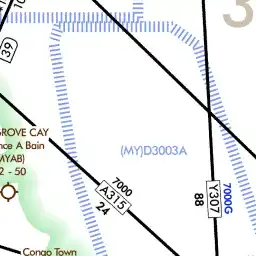 3
39
GROVE CAY
nce A Bain
MYAB)
2 - 50
(MY)D3003A
7000
A315
24
Y307
7000G
88
Congo Town